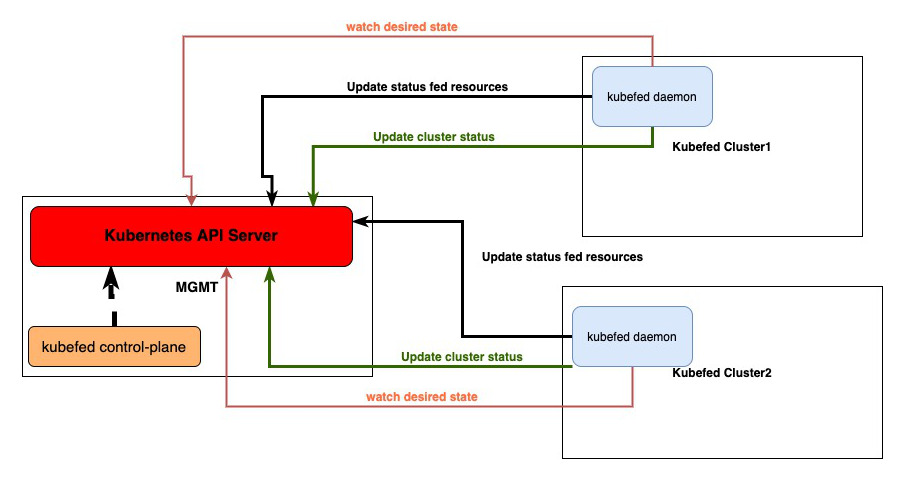 watch desired state
Update status fed resources
kubefed daemon
Update cluster status
Kubefed Cluster1
Kubernetes API Server
Update status fed resources
MGMT
kubefed daemon
kubefed control-plane
Update cluster status
Kubefed Cluster2
watch desired state